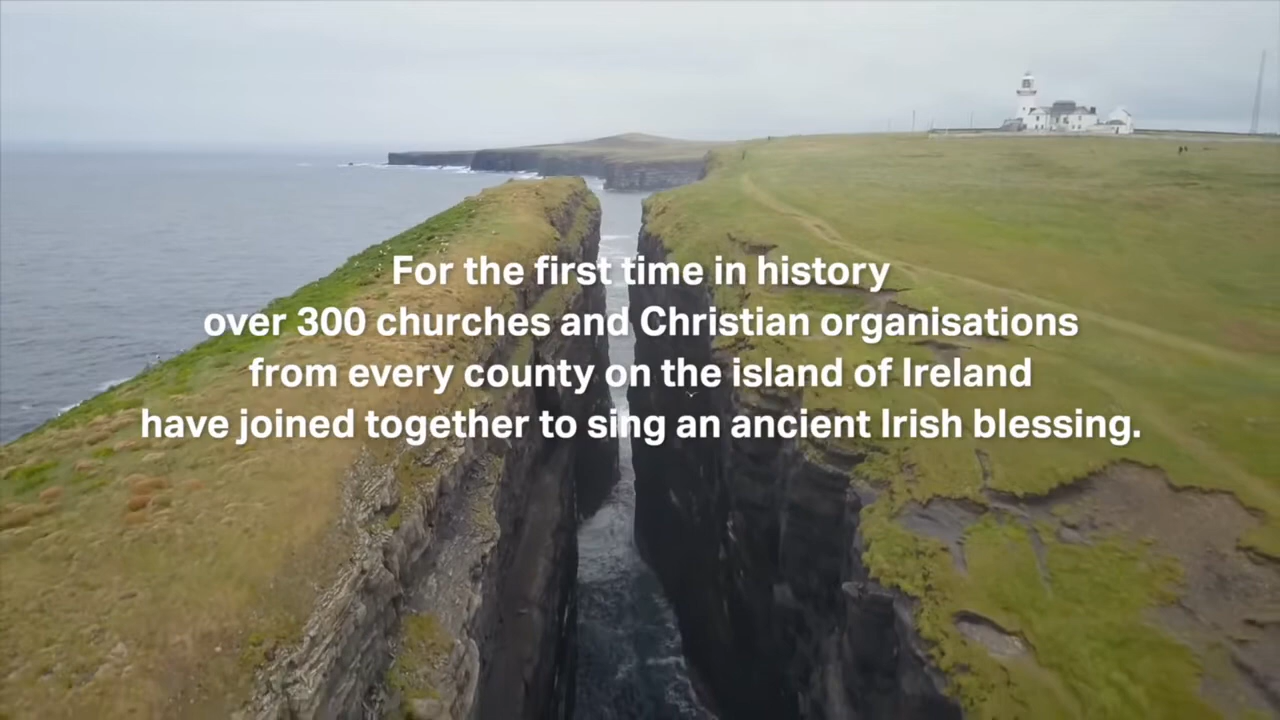 For the first time in history
over 300 churches and Christian organisations
from every county on the island of Ireland
have joined together to sing an ancient Irish blessing.